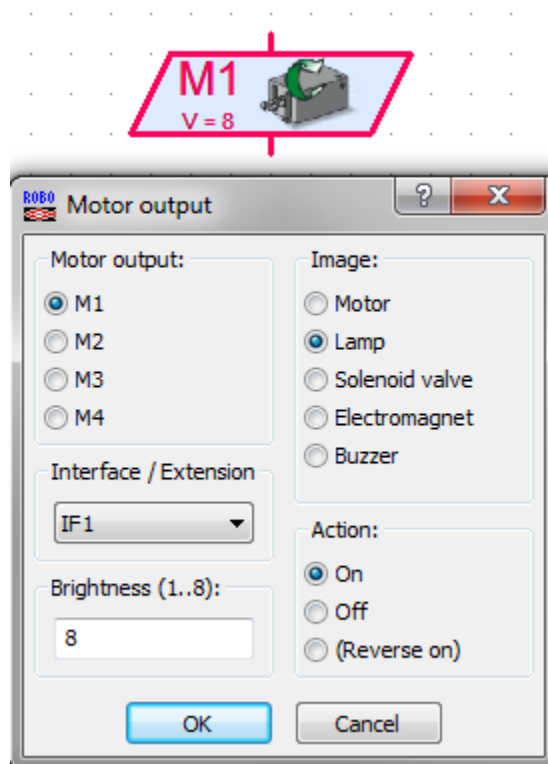 M1
V = 8
ROBO Motor output
Motor output:
M1
M2
M3
M4
Interface / Extension
IF1
Brightness (1..8):
8
Image:
Motor
Lamp
Solenoid valve
Electromagnet
Buzzer
Action:
On
Off
(Reverse on)
OK
Cancel